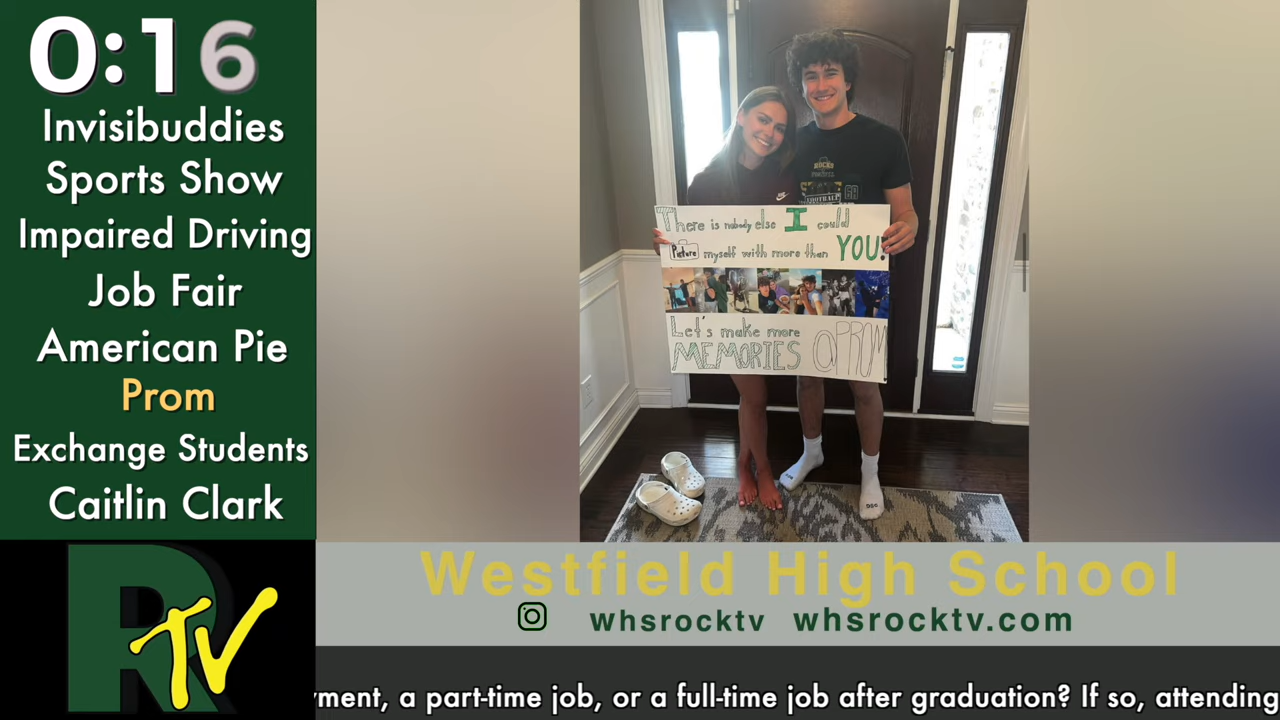 0:16
Invisibuddies
Sports Show
Impaired Driving
Job Fair
American Pie
Prom
Exchange Students
Caitlin Clark
RTV
ROCKS
There is nobody else I could
Picture myself with more than YOU!
Let's make more
MEMORIES @PROM
Westfield High School
whsrocktv whsrocktv.com
yment, a part-time job, or a full-time job after graduation? If so, attending